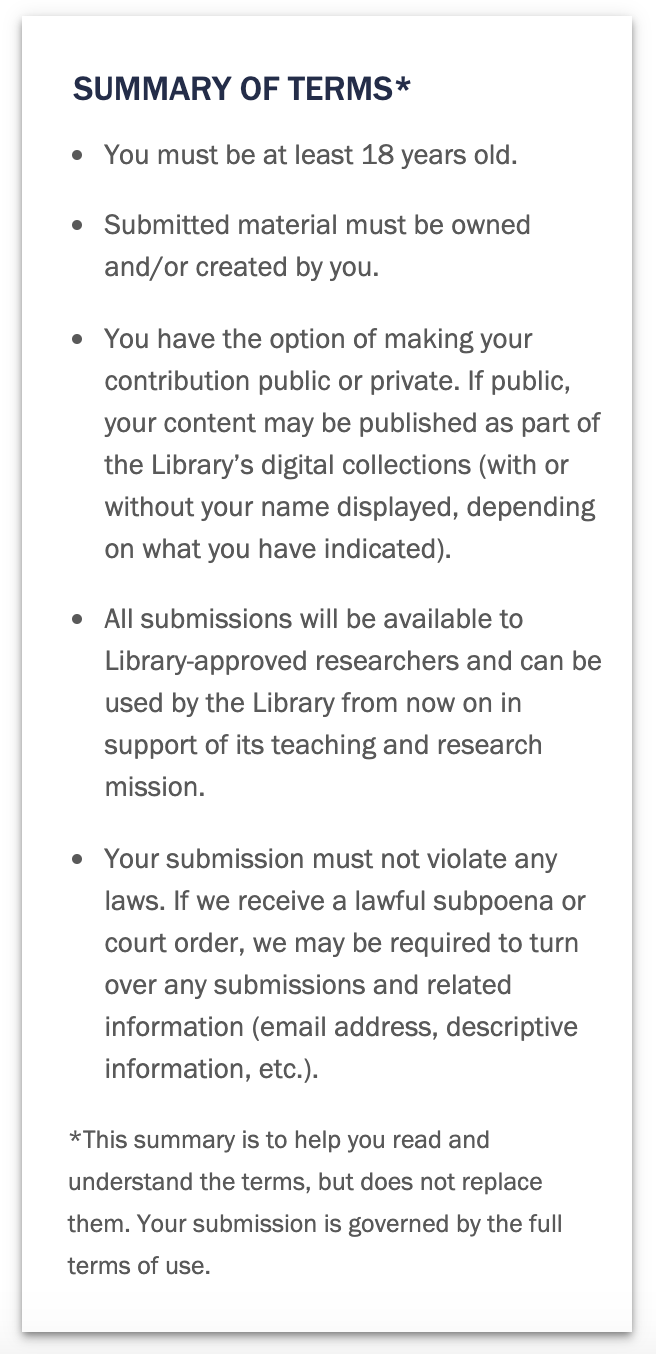 SUMMARY OF TERMS*
• You must be at least 18 years old.
• Submitted material must be owned
and/or created by you.
• You have the option of making your
contribution public or private. If public,
your content may be published as part of
the Library’s digital collections (with or
without your name displayed, depending
on what you have indicated).
• All submissions will be available to
Library-approved researchers and can be
used by the Library from now on in
support of its teaching and research
mission.
• Your submission must not violate any
laws. If we receive a lawful subpoena or
court order, we may be required to turn
over any submissions and related
information (email address, descriptive
information, etc.).
*This summary is to help you read and
understand the terms, but does not replace
them. Your submission is governed by the full
terms of use.